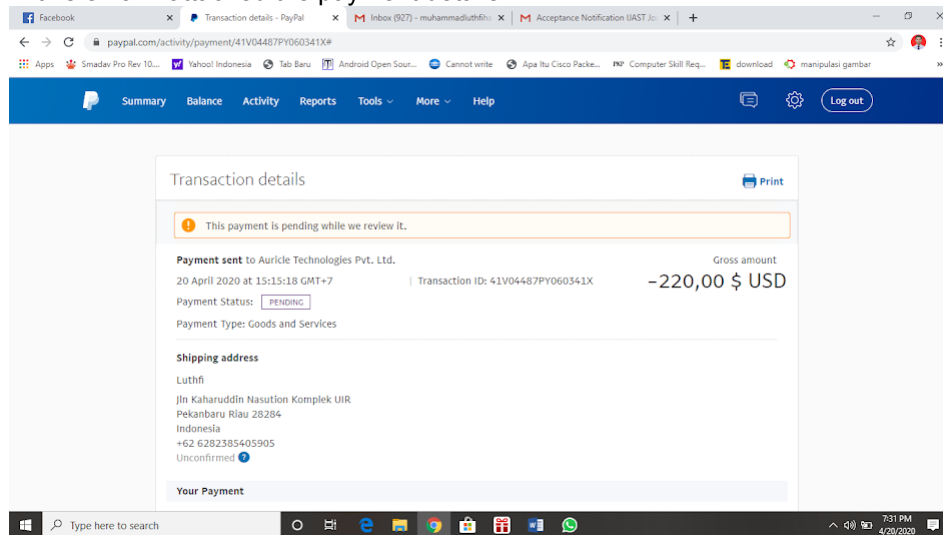 Facebook
Transaction details - PayPal
Inbox (927) - muhammadluthfiha
Acceptance Notification IJAST Jo
paypal.com/activity/payment/41V04487PY060341X#
Apps
Smadav Pro Rev 10....
Yahoo! Indonesia
Tab Baru
Android Open Sour...
Cannot write
Apa Itu Cisco Packe...
Computer Skill Req...
download
manipulasi gambar
Summary
Balance
Activity
Reports
Tools
More
Help
Log out
Transaction details
Print
This payment is pending while we review it.
Payment sent to Auricle Technologies Pvt. Ltd.
Gross amount
20 April 2020 at 15:15:18 GMT+7
Transaction ID: 41V04487PY060341X
-220,00 $ USD
Payment Status: PENDING
Payment Type: Goods and Services
Shipping address
Luthfi
Jln Kaharuddin Nasution Komplek UIR
Pekanbaru Riau 28284
Indonesia
+62 6282385405905
Unconfirmed ?
Your Payment
Type here to search
7:31 PM
4/20/2020